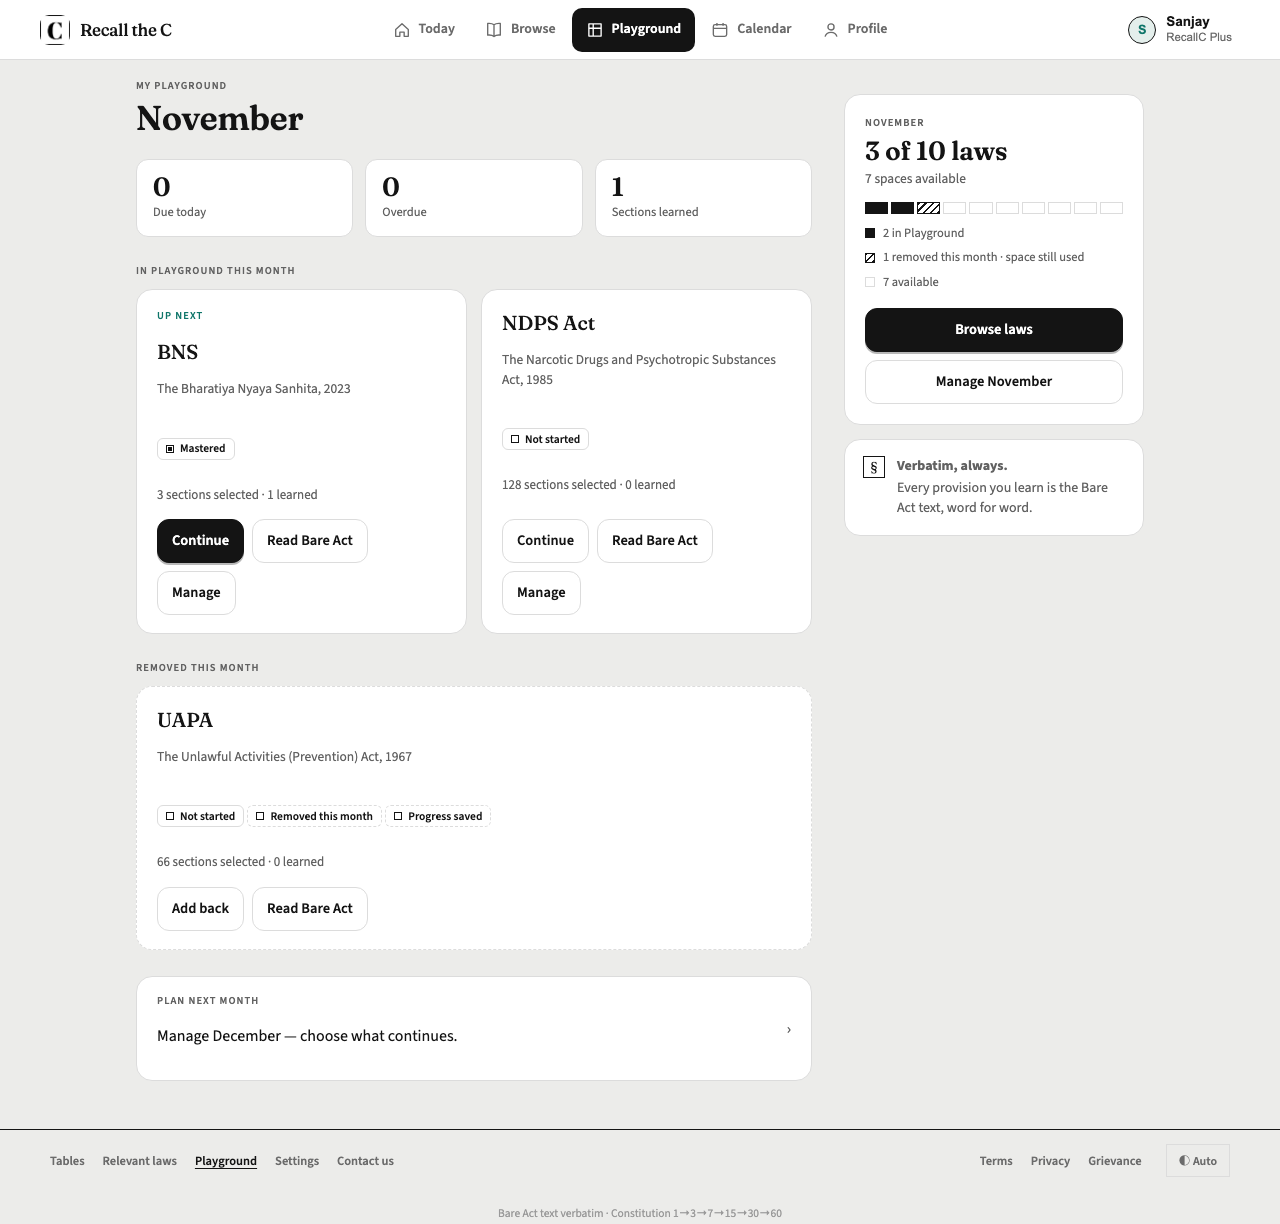 C Recall the C
Today
Browse
Playground
Calendar
Profile
S
Sanjay
RecallC Plus
MY PLAYGROUND
November
0
Due today
0
Overdue
1
Sections learned
IN PLAYGROUND THIS MONTH
UP NEXT
BNS
The Bharatiya Nyaya Sanhita, 2023
Mastered
3 sections selected · 1 learned
Continue
Read Bare Act
Manage
NDPS Act
The Narcotic Drugs and Psychotropic Substances
Act, 1985
Not started
128 sections selected · 0 learned
Continue
Read Bare Act
Manage
REMOVED THIS MONTH
UAPA
The Unlawful Activities (Prevention) Act, 1967
Not started
Removed this month
Progress saved
66 sections selected · 0 learned
Add back
Read Bare Act
PLAN NEXT MONTH
Manage December — choose what continues.
›
NOVEMBER
3 of 10 laws
7 spaces available
2 in Playground
1 removed this month · space still used
7 available
Browse laws
Manage November
§
Verbatim, always.
Every provision you learn is the Bare
Act text, word for word.
Tables
Relevant laws
Playground
Settings
Contact us
Terms
Privacy
Grievance
Auto
Bare Act text verbatim · Constitution 1→3→7→15→30→60